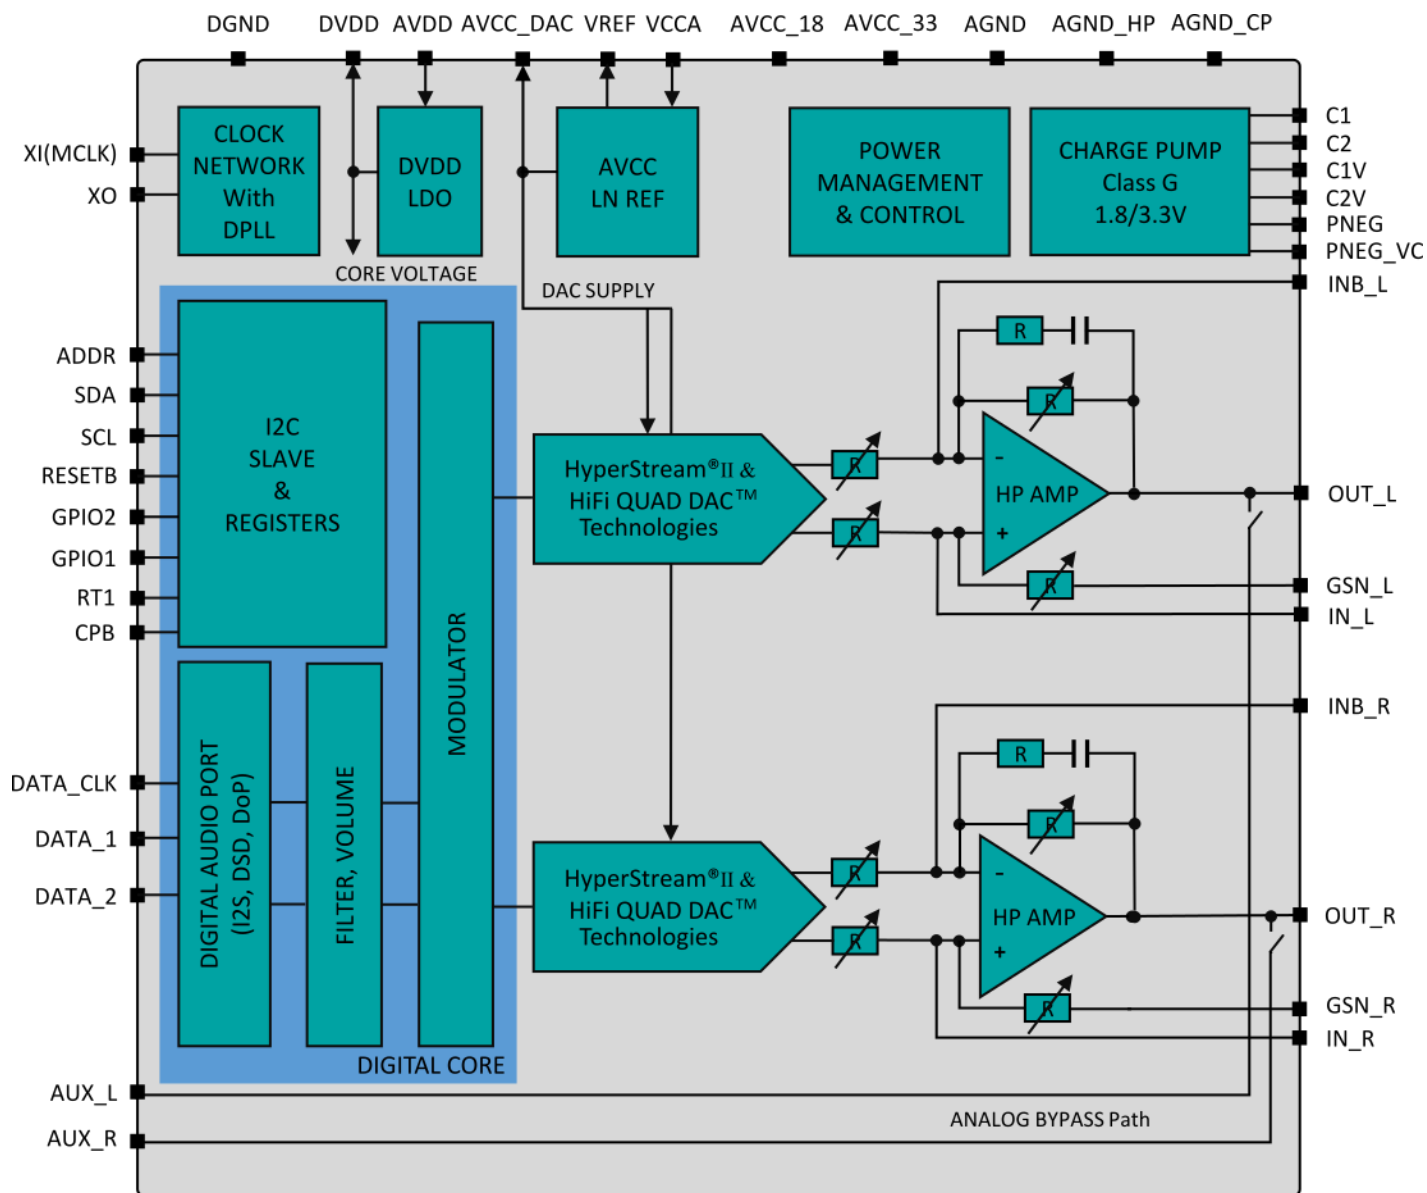 DGND
DVDD
AVDD
AVCC_DAC
VREF
VCCA
AVCC_18
AVCC_33
AGND
AGND_HP
AGND_CP
XI(MCLK)
XO
CLOCK
NETWORK
With
DPLL
DVDD
LDO
AVCC
LN REF
POWER
MANAGEMENT
& CONTROL
CHARGE PUMP
Class G
1.8/3.3V
C1
C2
C1V
C2V
PNEG
PNEG_VC
INB_L
CORE VOLTAGE
DAC SUPPLY
ADDR
SDA
SCL
RESETB
GPIO2
GPIO1
RT1
CPB
I2C
SLAVE
&
REGISTERS
MODULATOR
HyperStream®II &
HiFi QUAD DAC™
Technologies
R
R
R
R
-
HP AMP
+
R
OUT_L
GSN_L
IN_L
INB_R
DATA_CLK
DATA_1
DATA_2
DIGITAL AUDIO PORT
(I2S, DSD, DoP)
FILTER, VOLUME
HyperStream®II &
HiFi QUAD DAC™
Technologies
R
R
R
R
-
HP AMP
+
R
OUT_R
GSN_R
IN_R
DIGITAL CORE
AUX_L
AUX_R
ANALOG BYPASS Path